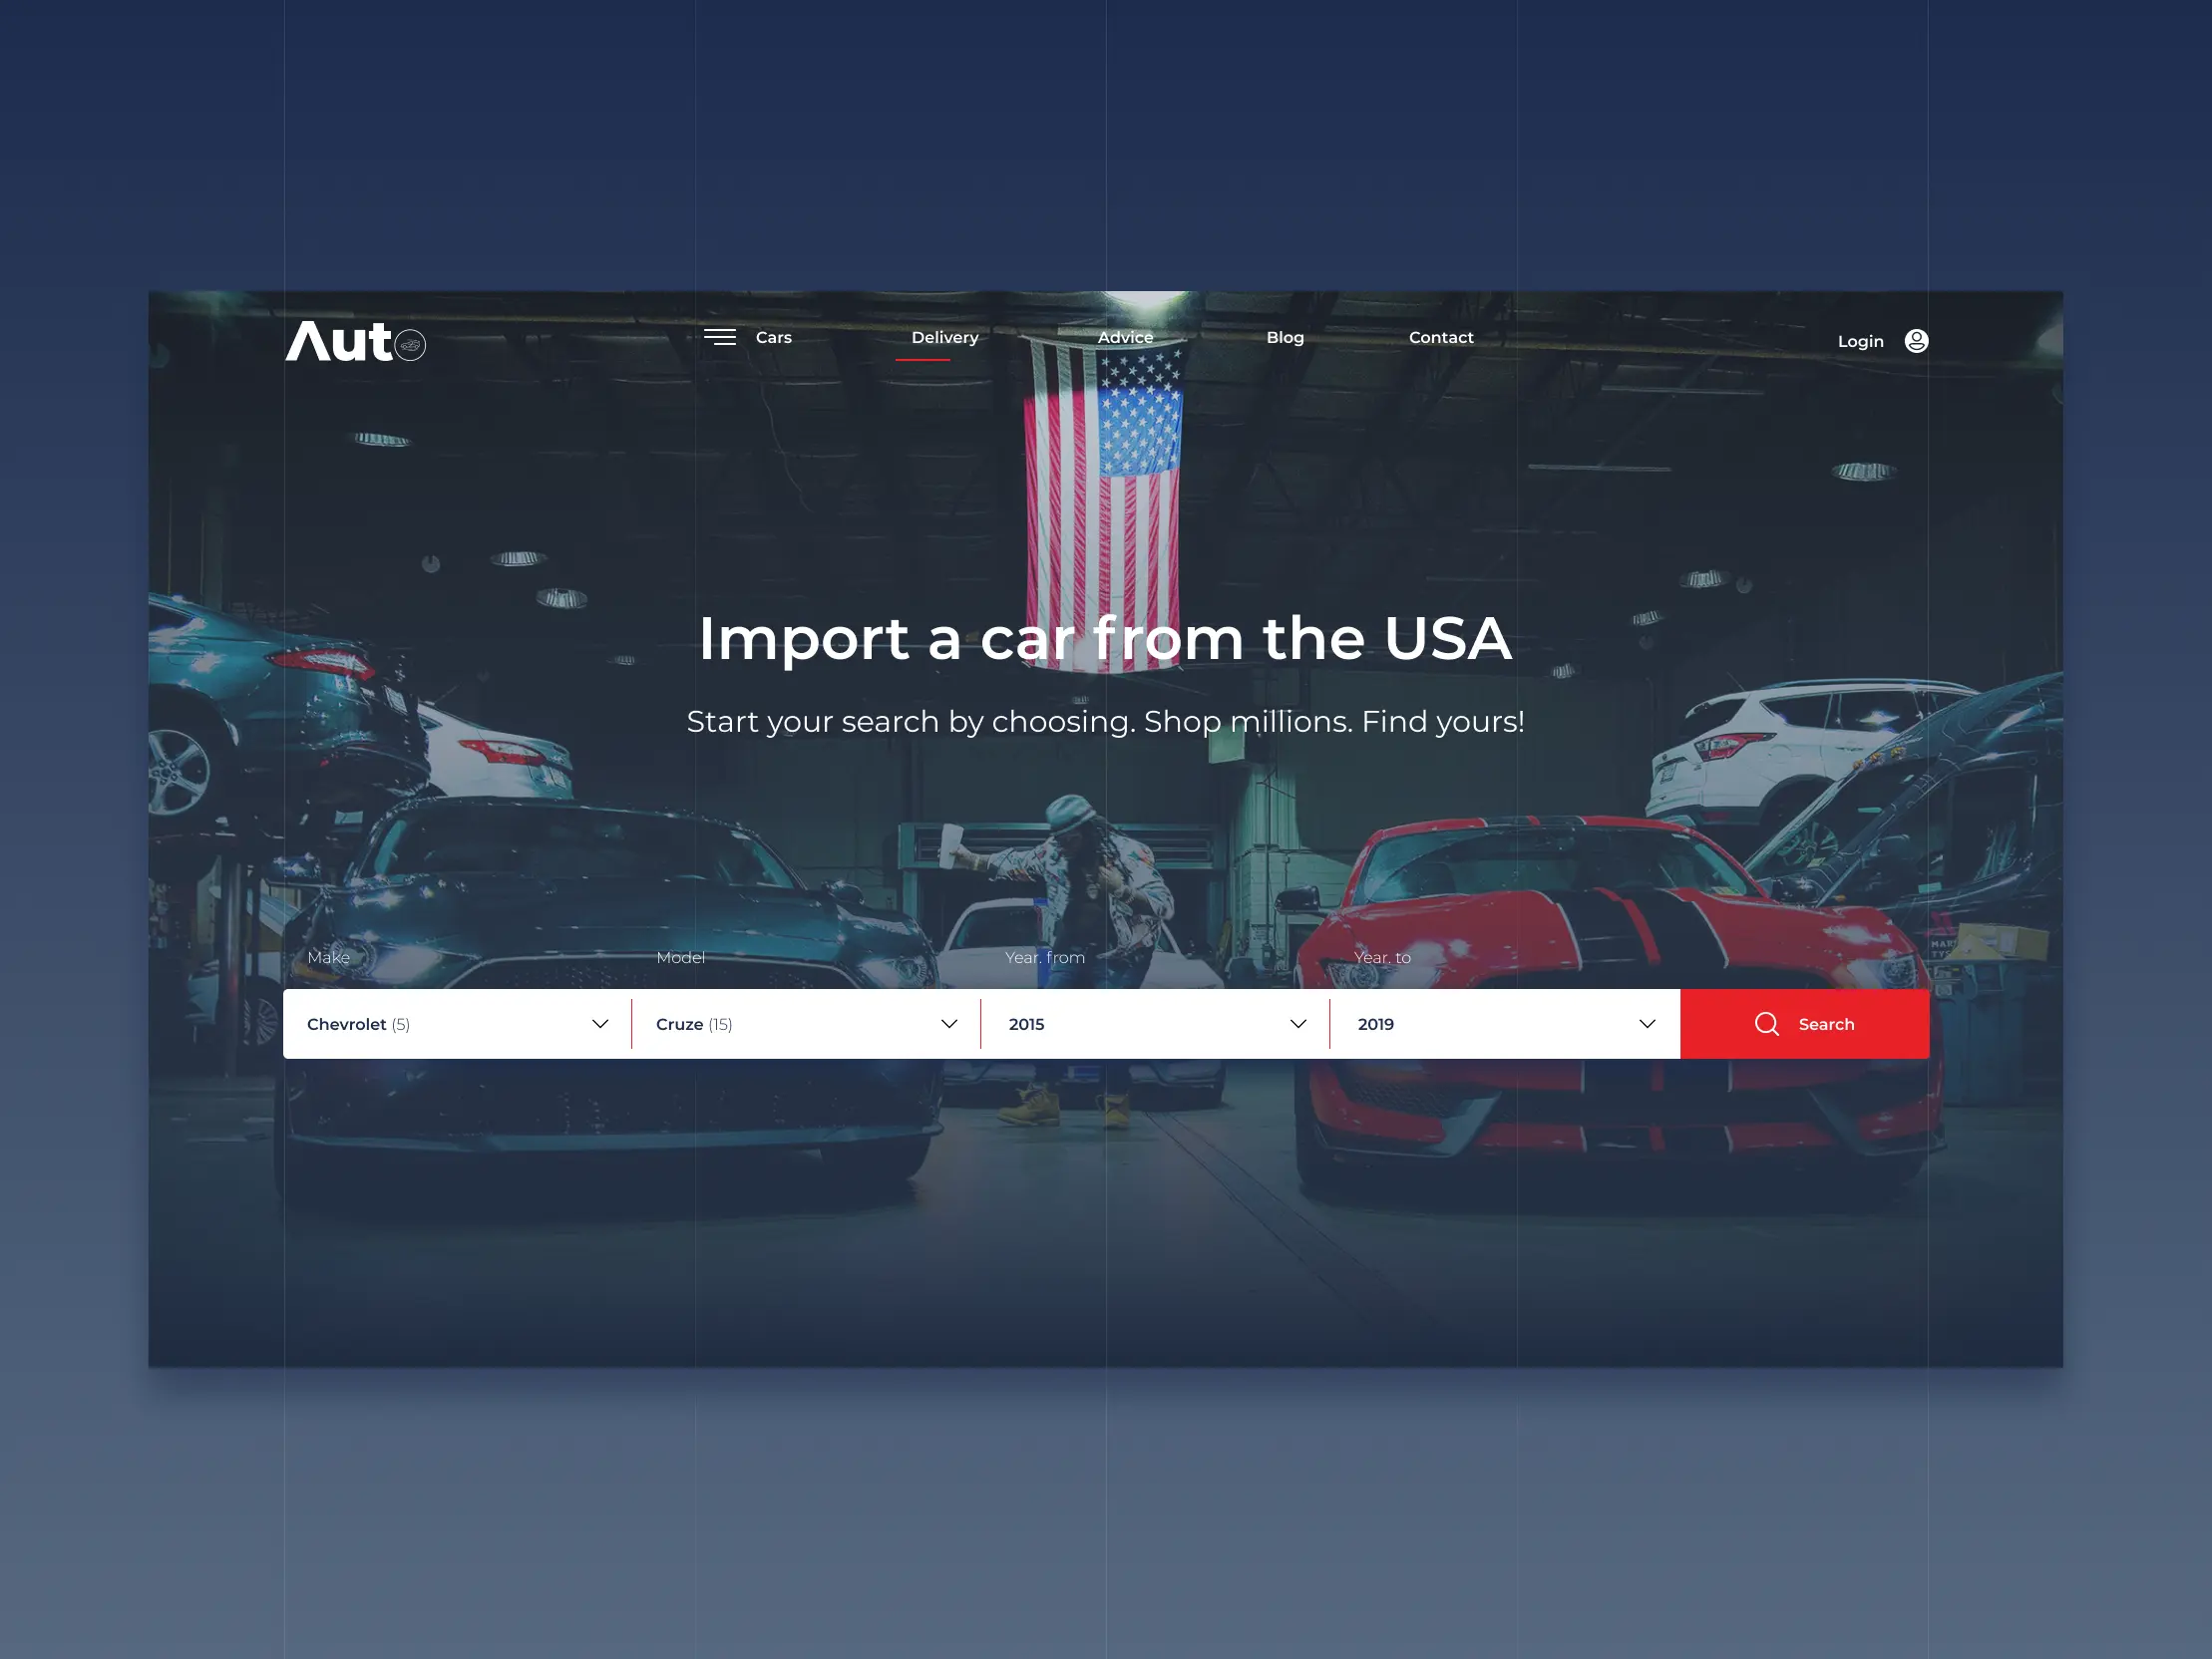 Aut
Cars
Delivery
Advice
Blog
Contact
Login
Import a car from the USA
Start your search by choosing. Shop millions. Find yours!
Make
Model
Year. from
Year. to
Chevrolet (5)
Cruze (15)
2015
2019
Search